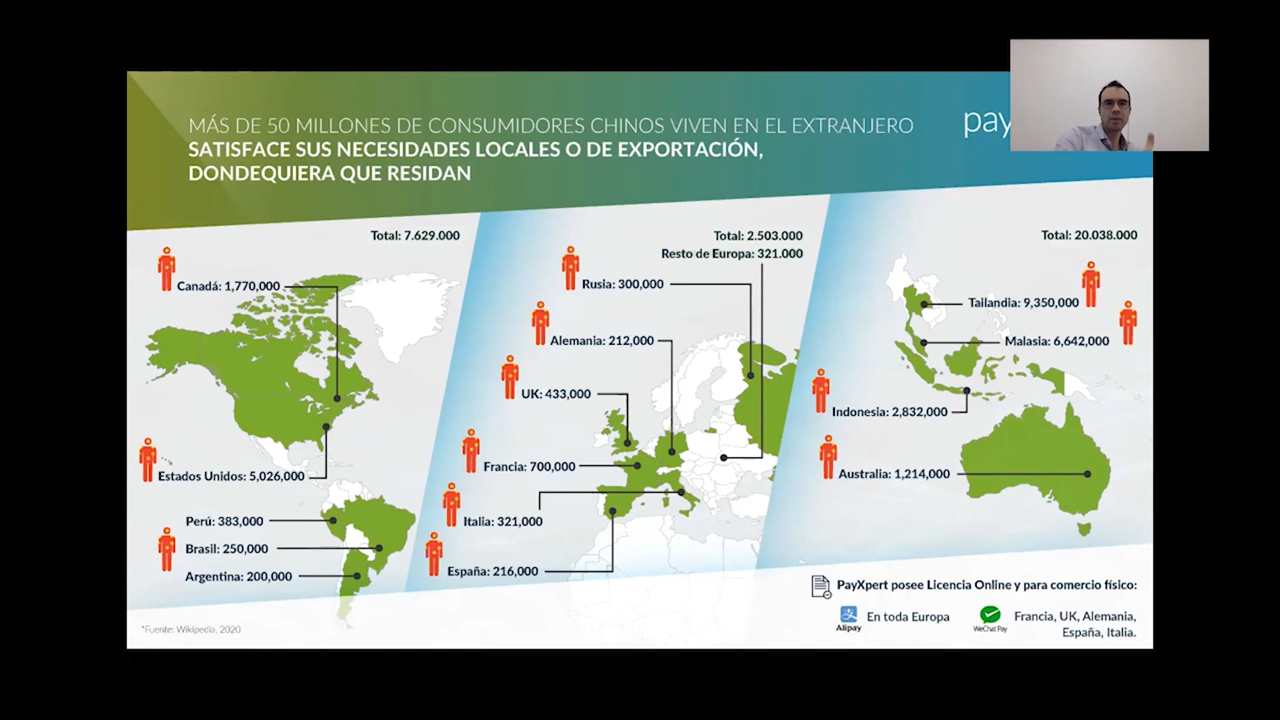 MÁS DE 50 MILLONES DE CONSUMIDORES CHINOS VIVEN EN EL EXTRANJERO
SATISFACE SUS NECESIDADES LOCALES O DE EXPORTACIÓN,
DONDEQUIERA QUE RESIDAN
pay
Total: 7.629.000
Canadá: 1,770,000
Estados Unidos: 5,026,000
Perú: 383,000
Brasil: 250,000
Argentina: 200,000
Total: 2.503.000
Resto de Europa: 321.000
Rusia: 300,000
Alemania: 212,000
UK: 433,000
Francia: 700,000
Italia: 321,000
España: 216,000
Total: 20.038.000
Tailandia: 9,350,000
Malasia: 6,642,000
Indonesia: 2,832,000
Australia: 1,214,000
PayXpert posee Licencia Online y para comercio físico:
Alipay
En toda Europa
WeChat Pay
Francia, UK, Alemania,
España, Italia.
*Fuente: Wikipedia, 2020